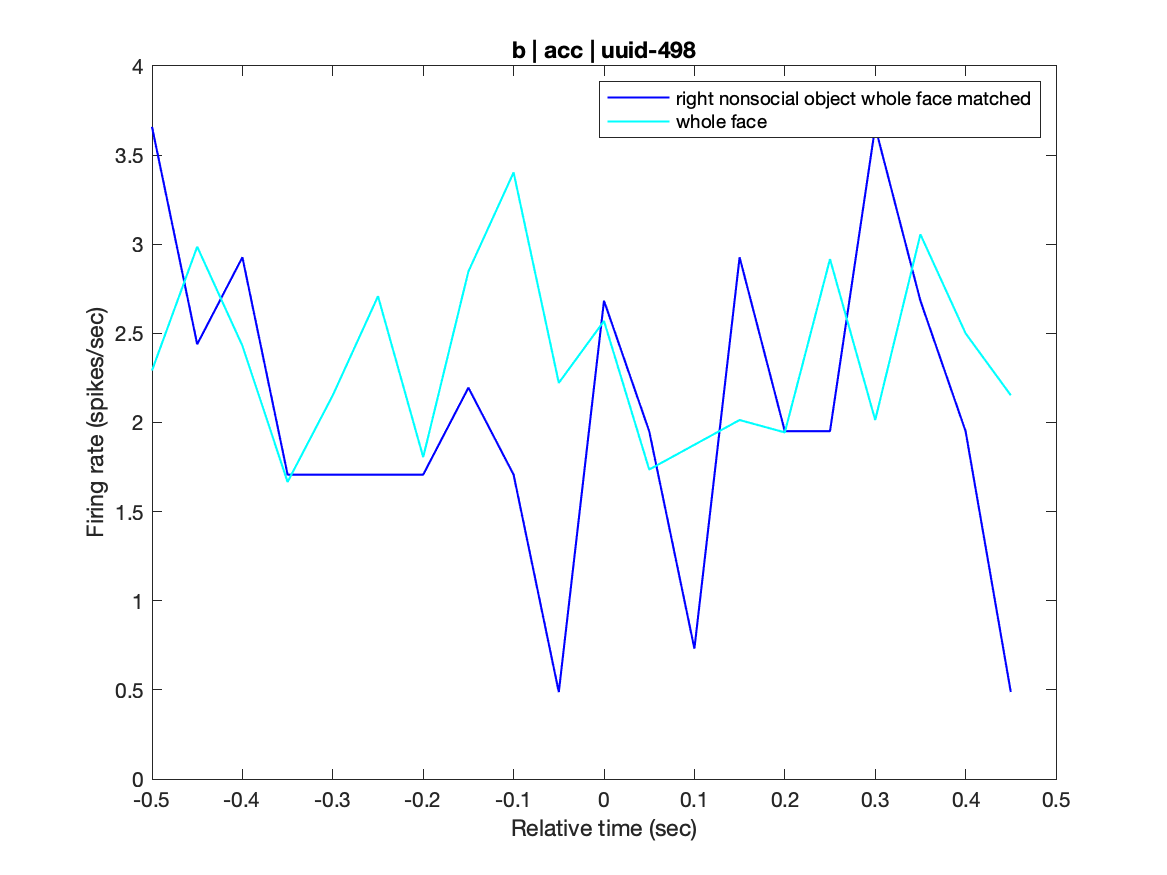 b | acc | uuid-498
right nonsocial object whole face matched
whole face
4
3.5
3
2.5
2
1.5
1
0.5
0
Firing rate (spikes/sec)
-0.5 -0.4 -0.3 -0.2 -0.1 0 0.1 0.2 0.3 0.4 0.5
Relative time (sec)